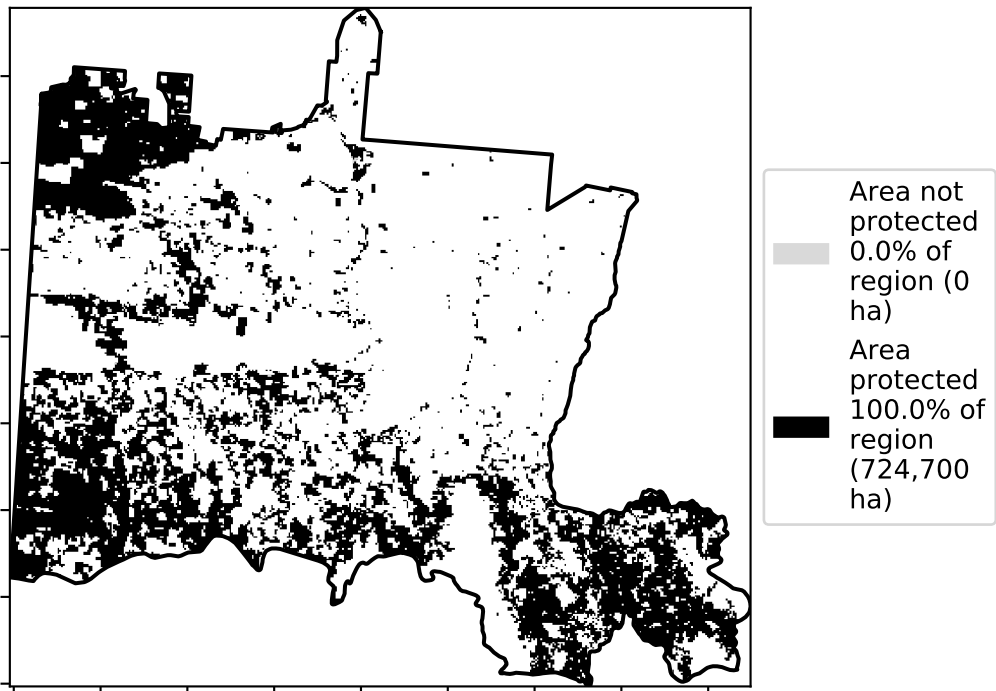 Area not
protected
0.0% of
region (0
ha)
Area
protected
100.0% of
region
(724,700
ha)